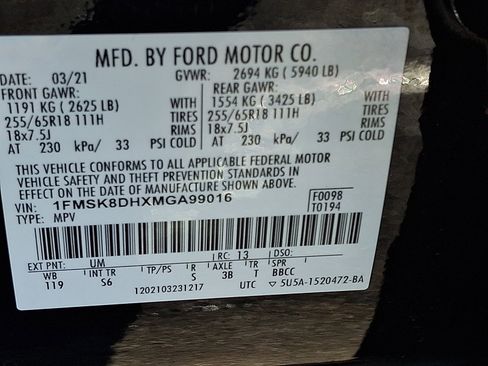 MFD. BY FORD MOTOR CO.
DATE: 03/21 GVWR: 2694 KG ( 5940 LB)
FRONT GAWR: REAR GAWR:
1191 KG ( 2625 LB) WITH 1554 KG ( 3425 LB) WITH
255/65R18 111H TIRES 255/65R18 111H TIRES
18x7.5J RIMS 18x7.5J RIMS
AT 230 kPa/ 33 PSI COLD AT 230 kPa/ 33 PSI COLD
THIS VEHICLE CONFORMS TO ALL APPLICABLE FEDERAL MOTOR
VEHICLE SAFETY AND THEFT PREVENTION STANDARDS IN
EFFECT ON THE DATE OF MANUFACTURE SHOWN ABOVE.
VIN: 1FMSK8DHXMGA99016 F0098
TYPE: MPV T0194
EXT PNT: UM RC: 13 DSO:
WB INT TR TP/PS R AXLE TR SPR
119 S6 S 3B T BBCC
1202103231217 UTC ▽ 5U5A-1520472-BA